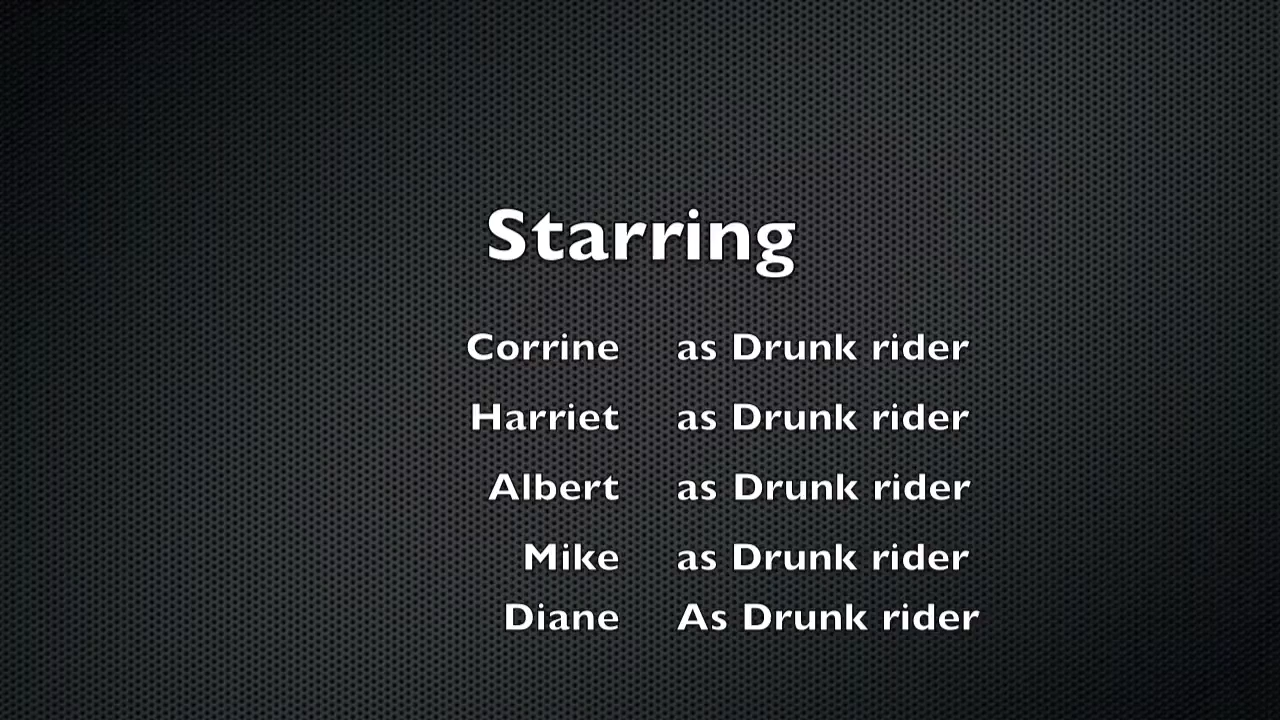 Starring
Corrine as Drunk rider
Harriet as Drunk rider
Albert as Drunk rider
Mike as Drunk rider
Diane As Drunk rider